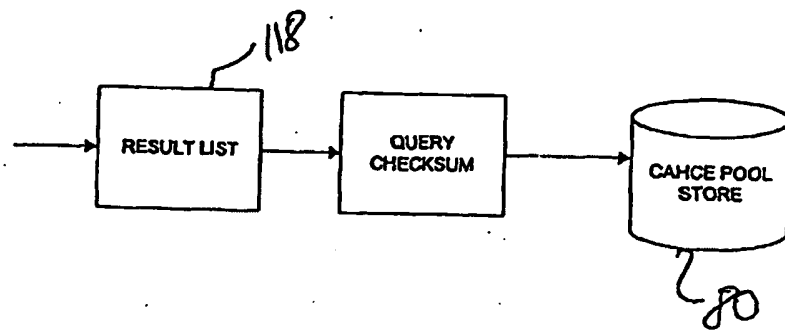 118
RESULT LIST
QUERY
CHECKSUM
CAHCE POOL
STORE
80